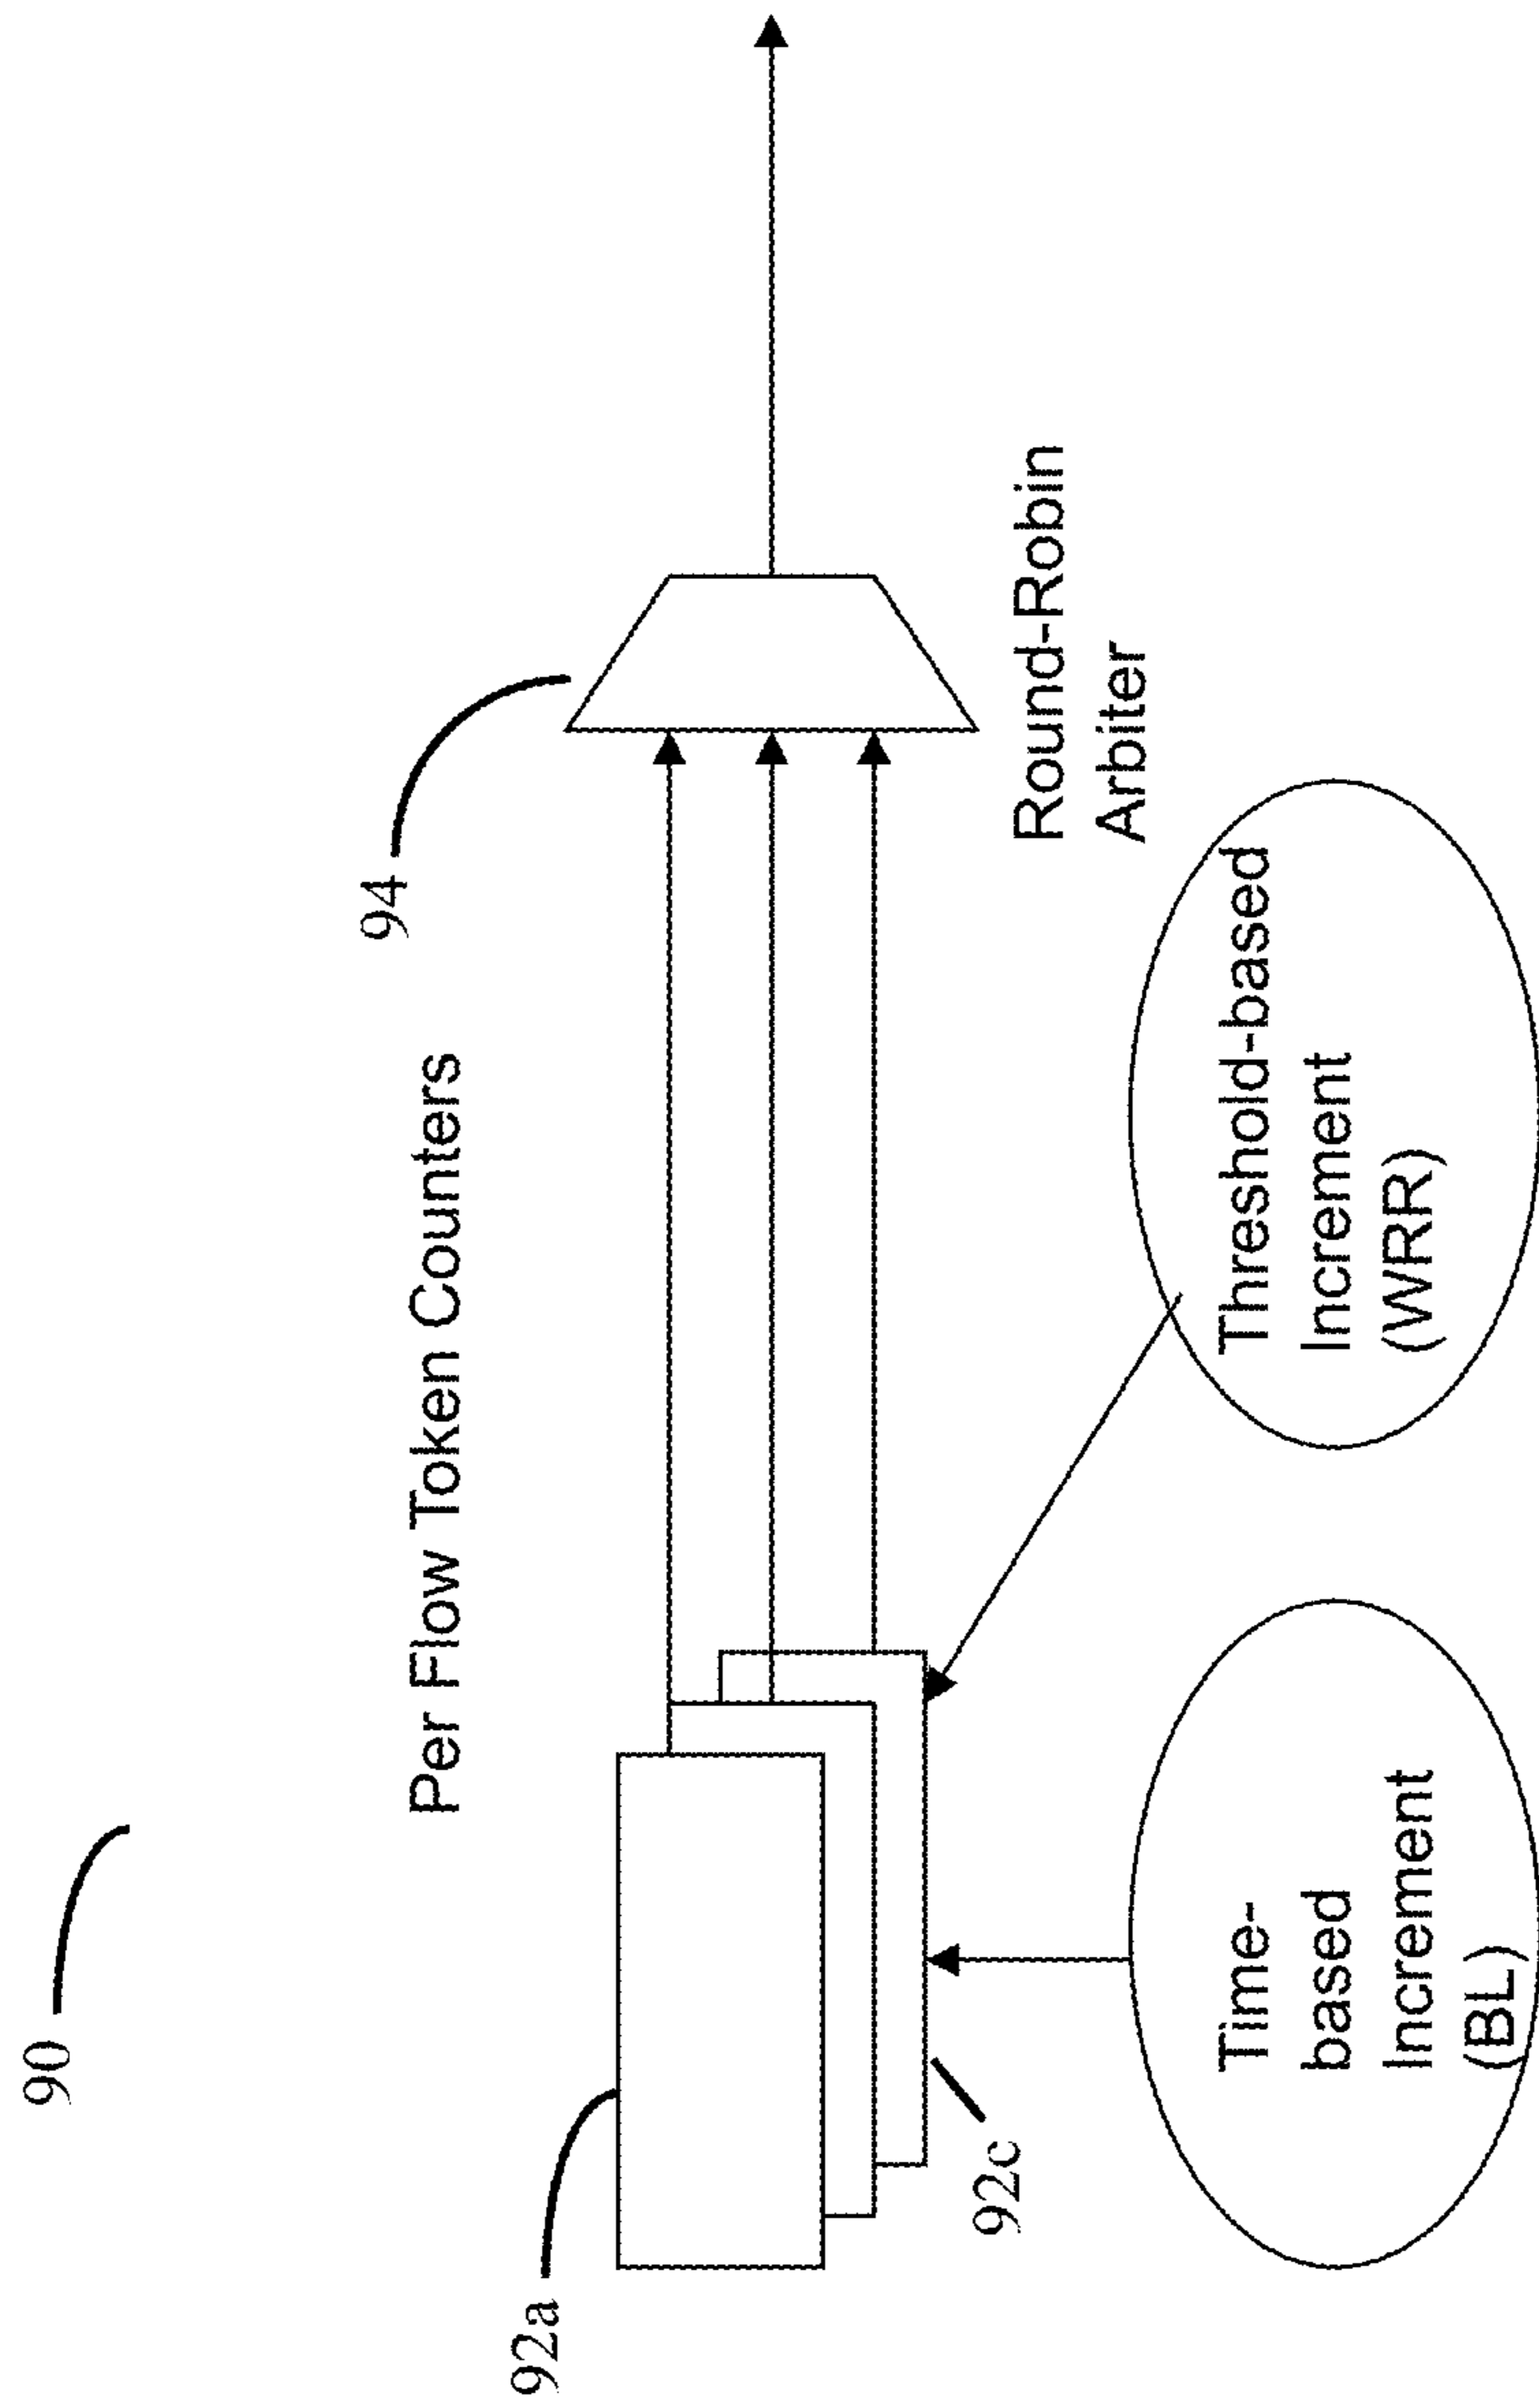 90
Per Flow Token Counters
94
92a
92c
Round-Robin
Arbiter
Time-
based
Increment
(BL)
Threshold-based
Increment
(WRR)